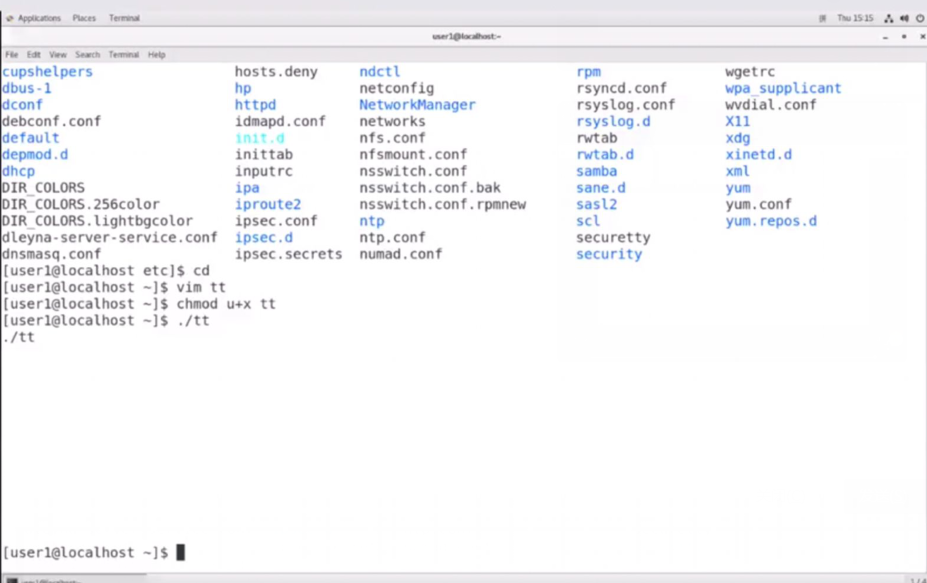 Applications Places Terminal Thu 15:15
user1@localhost:~
File Edit View Search Terminal Help
cupshelpers hosts.deny ndctl rpm wgetrc
dbus-1 hp netconfig rsyncd.conf wpa_supplicant
dconf httpd NetworkManager rsyslog.conf wvdial.conf
debconf.conf idmapd.conf networks rsyslog.d X11
default init.d nfs.conf rwtab xdg
depmod.d inittab nfsmount.conf rwtab.d xinetd.d
dhcp inputrc nsswitch.conf samba xml
DIR_COLORS ipa nsswitch.conf.bak sane.d yum
DIR_COLORS.256color iproute2 nsswitch.conf.rpmnew sasl2 yum.conf
DIR_COLORS.lightbgcolor ipsec.conf ntp scl yum.repos.d
dleyna-server-service.conf ipsec.d ntp.conf securetty
dnsmasq.conf ipsec.secrets numad.conf security
[user1@localhost etc]$ cd
[user1@localhost ~]$ vim tt
[user1@localhost ~]$ chmod u+x tt
[user1@localhost ~]$ ./tt
./tt
[user1@localhost ~]$